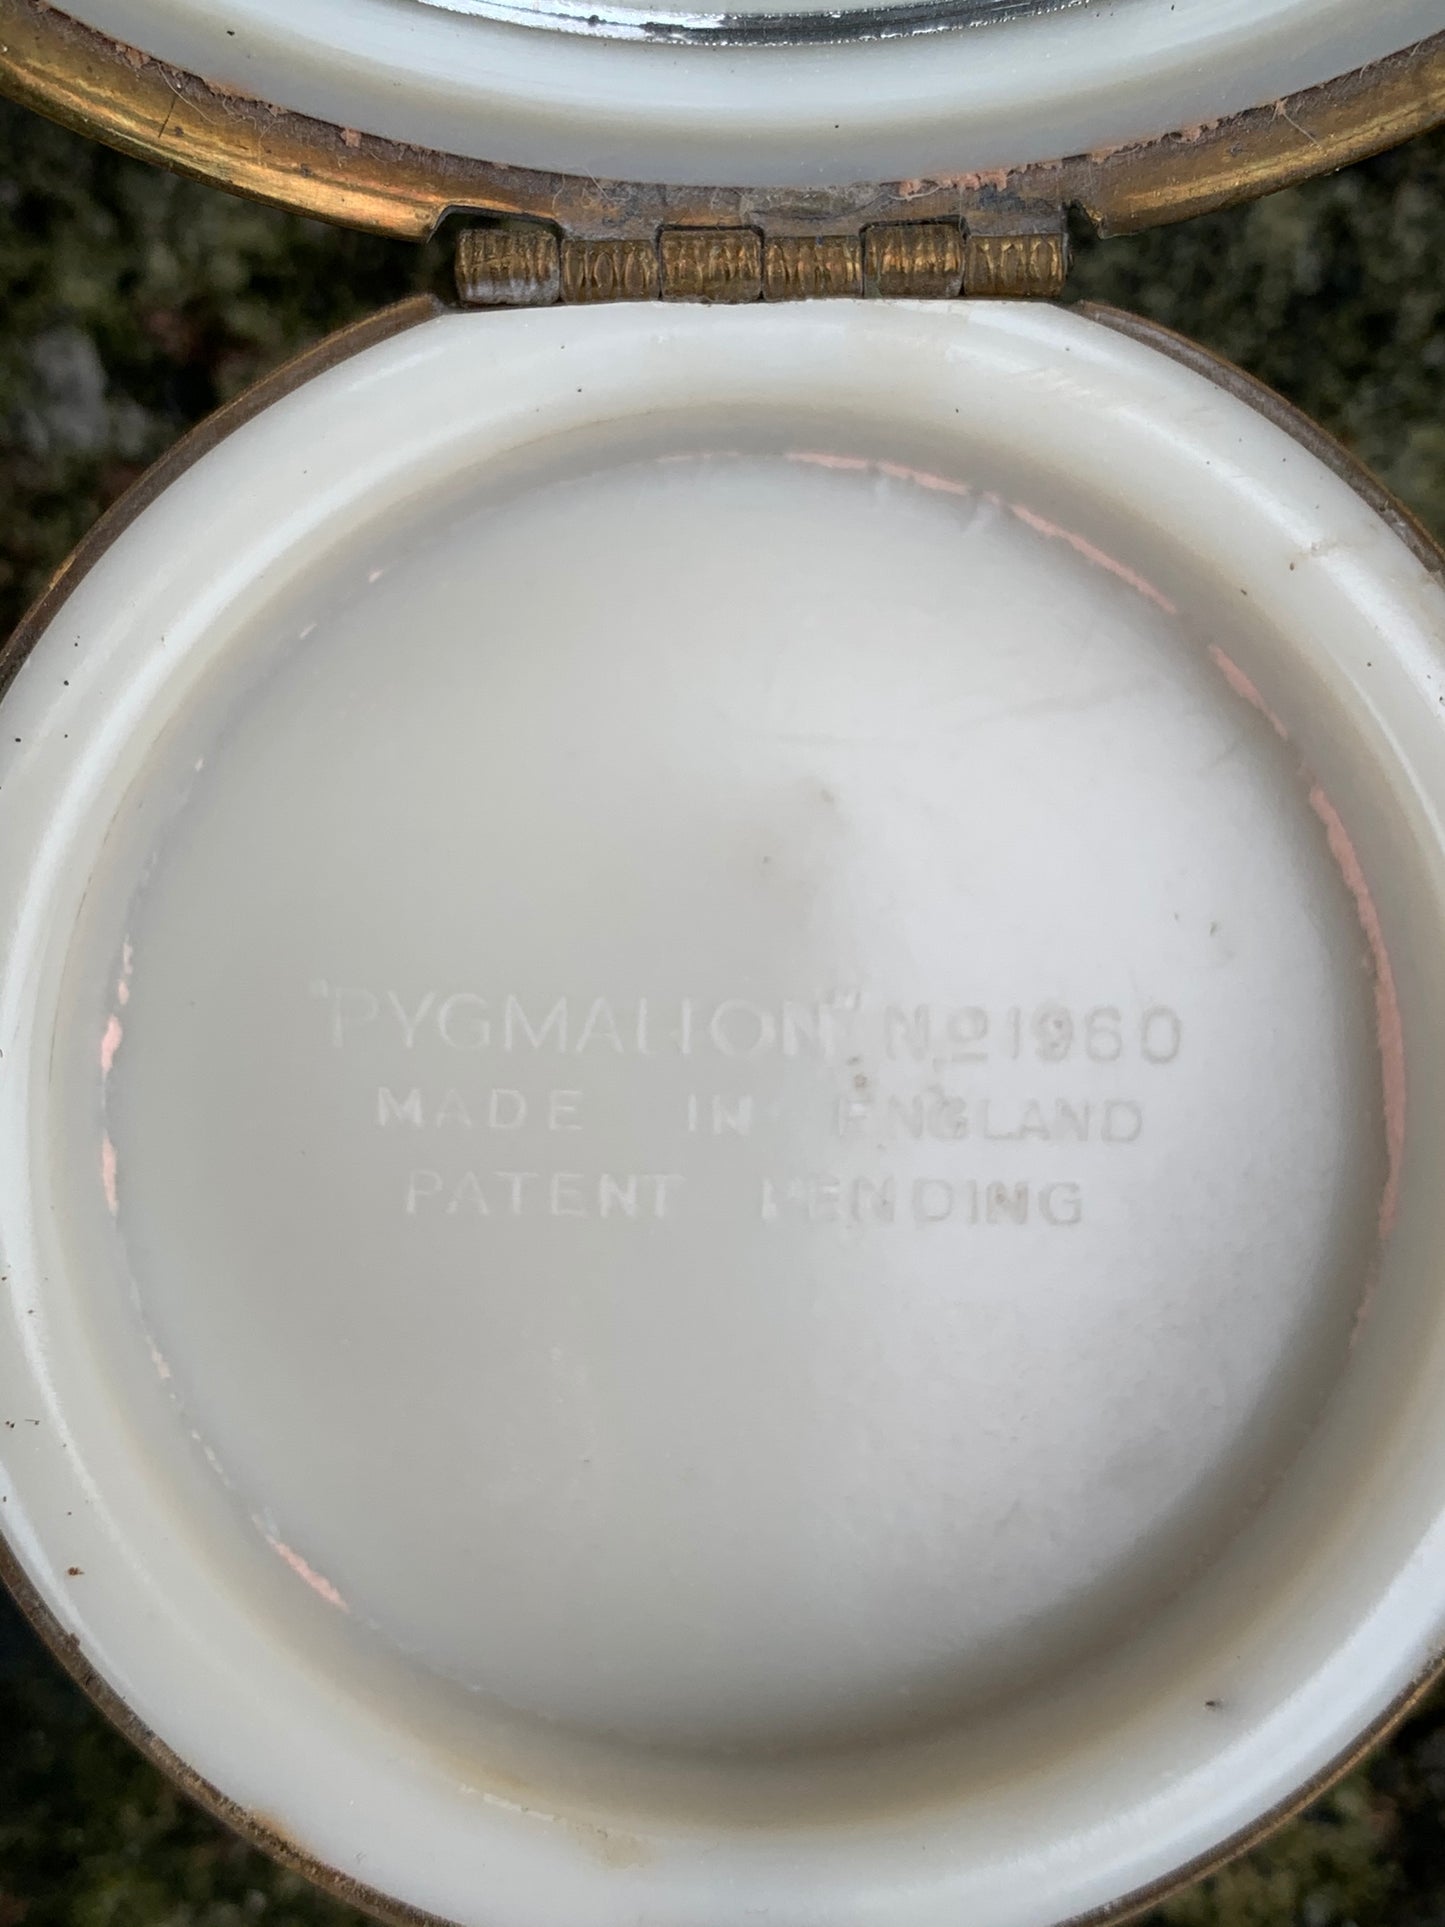 "PYGMALION" Nº 1960
MADE IN ENGLAND
PATENT PENDING